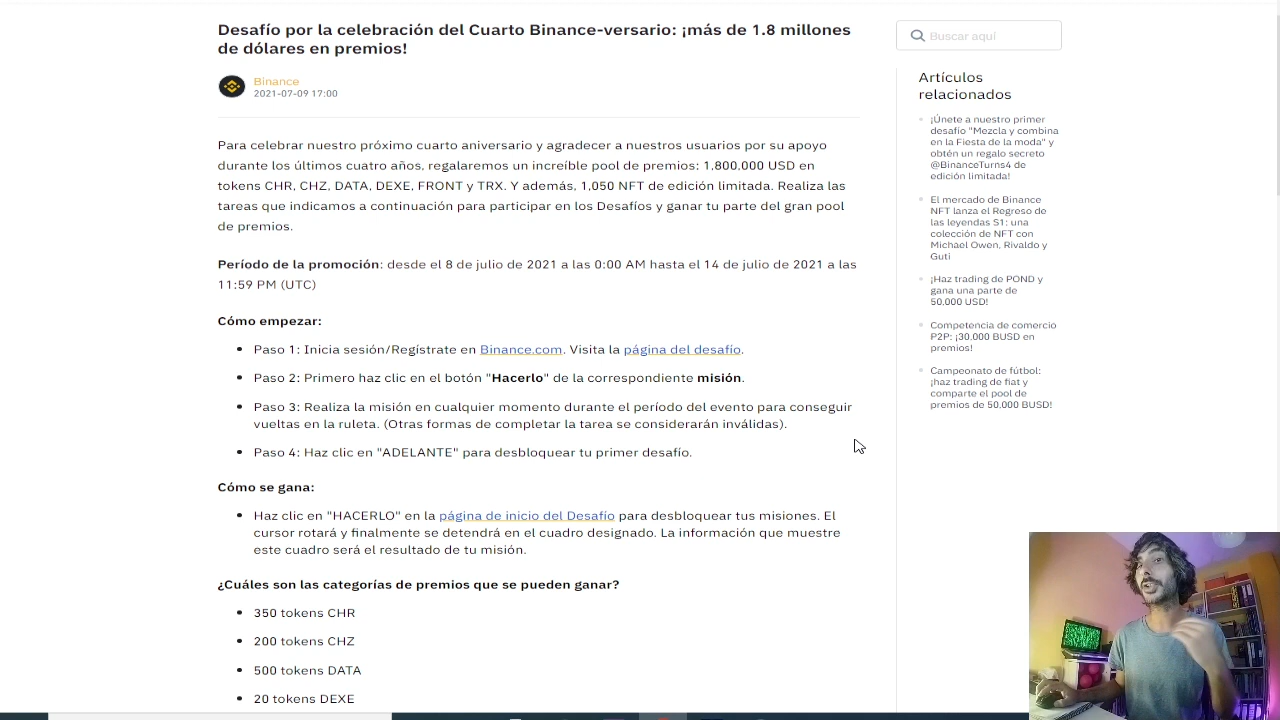 Desafío por la celebración del Cuarto Binance-versario: ¡más de 1.8 millones
de dólares en premios!
Binance
2021-07-09 17:00
Para celebrar nuestro próximo cuarto aniversario y agradecer a nuestros usuarios por su apoyo
durante los últimos cuatro años, regalaremos un increíble pool de premios: 1,800,000 USD en
tokens CHR, CHZ, DATA, DEXE, FRONT y TRX. Y además, 1,050 NFT de edición limitada. Realiza las
tareas que indicamos a continuación para participar en los Desafíos y ganar tu parte del gran pool
de premios.
Período de la promoción: desde el 8 de julio de 2021 a las 0:00 AM hasta el 14 de julio de 2021 a las
11:59 PM (UTC)
Cómo empezar:
Paso 1: Inicia sesión/Regístrate en Binance.com. Visita la página del desafío.
Paso 2: Primero haz clic en el botón "Hacerlo" de la correspondiente misión.
Paso 3: Realiza la misión en cualquier momento durante el período del evento para conseguir
vueltas en la ruleta. (Otras formas de completar la tarea se considerarán inválidas).
Paso 4: Haz clic en "ADELANTE" para desbloquear tu primer desafío.
Cómo se gana:
Haz clic en "HACERLO" en la página de inicio del Desafío para desbloquear tus misiones. El
cursor rotará y finalmente se detendrá en el cuadro designado. La información que muestre
este cuadro será el resultado de tu misión.
¿Cuáles son las categorías de premios que se pueden ganar?
350 tokens CHR
200 tokens CHZ
500 tokens DATA
20 tokens DEXE
Buscar aquí
Artículos
relacionados
¡Únete a nuestro primer
desafío "Mezcla y combina
en la Fiesta de la moda" y
obtén un regalo secreto
@BinanceTurns4 de
edición limitada!
El mercado de Binance
NFT lanza el Regreso de
las leyendas S1: una
colección de NFT con
Michael Owen, Rivaldo y
Guti
¡Haz trading de POND y
gana una parte de
50.000 USD!
Competencia de comercio
P2P: ¡30.000 BUSD en
premios!
Campeonato de fútbol:
¡haz trading de fiat y
comparte el pool de
premios de 50.000 BUSD!